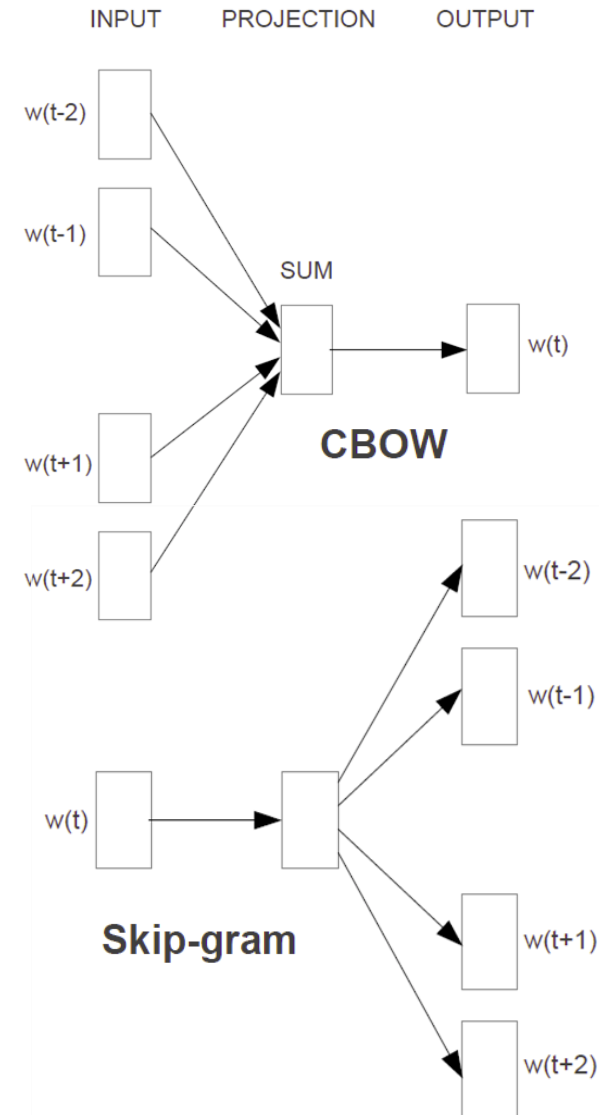 INPUT PROJECTION OUTPUT
w(t-2)
w(t-1)
SUM
w(t)
CBOW
w(t+1)
w(t+2)
w(t-2)
w(t-1)
w(t)
Skip-gram
w(t+1)
w(t+2)